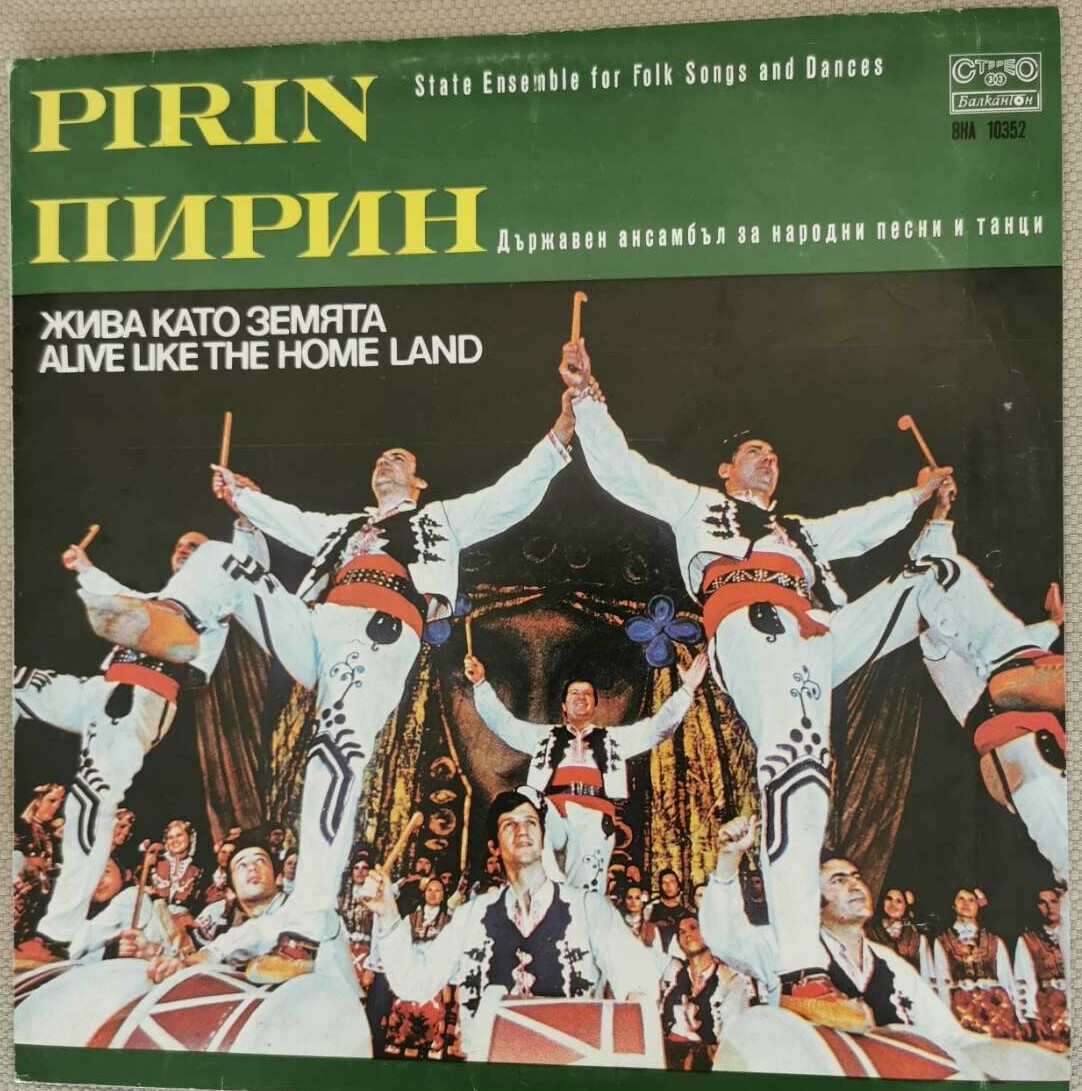 PIRIN
State Ensemble for Folk Songs and Dances
СТЕРЕО
33
Балкантон
ВНА 10352
ПИРИН
Държавен ансамбъл за народни песни и танци
ЖИВА КАТО ЗЕМЯТА
ALIVE LIKE THE HOME LAND